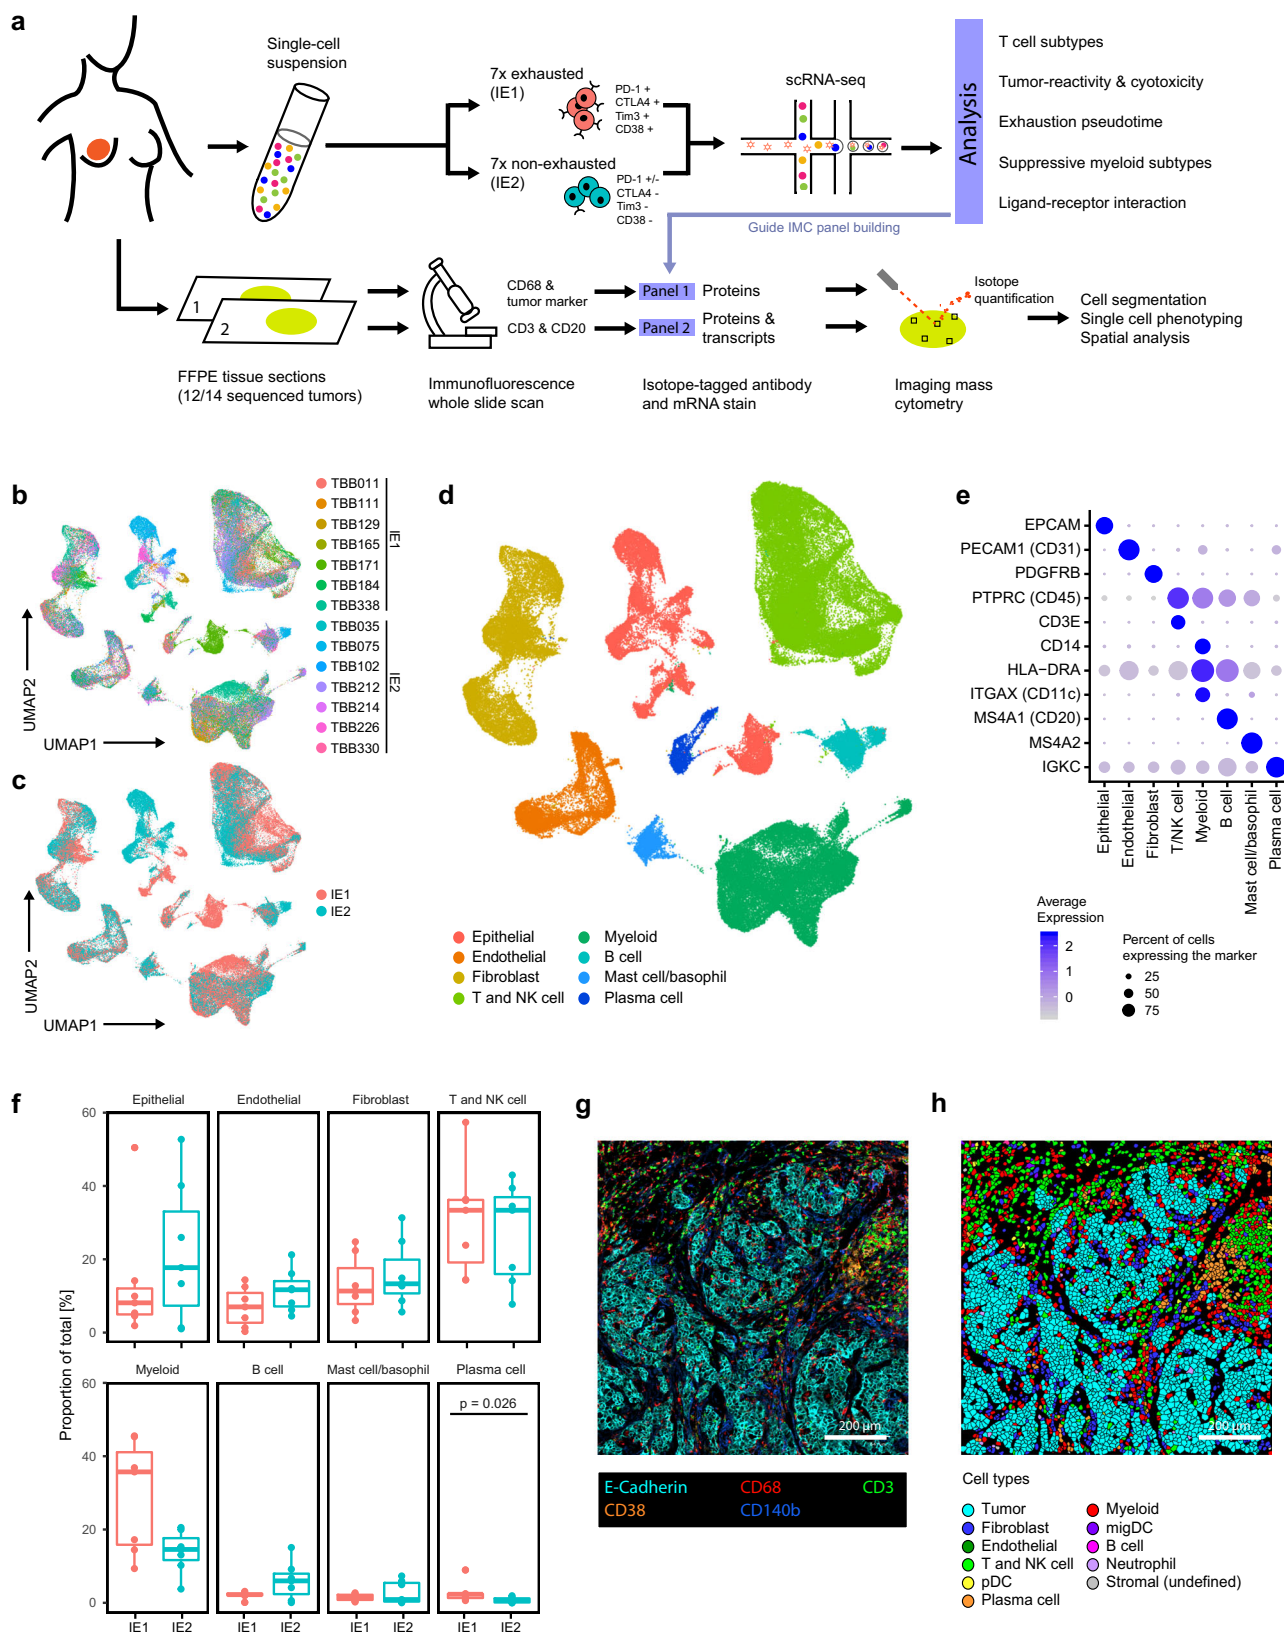 a
Single-cell
suspension
7x exhausted
(IE1)
PD-1 +
CTLA4 +
Tim3 +
CD38 +
7x non-exhausted
(IE2)
PD-1 +/-
CTLA4 -
Tim3 -
CD38 -
scRNA-seq
Analysis
T cell subtypes
Tumor-reactivity & cyotoxicity
Exhaustion pseudotime
Suppressive myeloid subtypes
Ligand-receptor interaction
Guide IMC panel building
1
2
CD68 &
tumor marker
CD3 & CD20
Panel 1 Proteins
Panel 2 Proteins &
transcripts
Isotope
quantification
Cell segmentation
Single cell phenotyping
Spatial analysis
FFPE tissue sections
(12/14 sequenced tumors)
Immunofluorescence
whole slide scan
Isotope-tagged antibody
and mRNA stain
Imaging mass
cytometry
b
TBB011
TBB111
TBB129
TBB165
TBB171
TBB184
TBB338
TBB035
TBB075
TBB102
TBB212
TBB214
TBB226
TBB330
IE1
IE2
UMAP2
UMAP1
c
IE1
IE2
UMAP2
UMAP1
d
Epithelial
Endothelial
Fibroblast
T and NK cell
Myeloid
B cell
Mast cell/basophil
Plasma cell
e
EPCAM
PECAM1 (CD31)
PDGFRB
PTPRC (CD45)
CD3E
CD14
HLA−DRA
ITGAX (CD11c)
MS4A1 (CD20)
MS4A2
IGKC
Epithelial
Endothelial
Fibroblast
T/NK cell
Myeloid
B cell
Mast cell/basophil
Plasma cell
Average
Expression
2
1
0
Percent of cells
expressing the marker
25
50
75
f
Proportion of total [%]
Epithelial
Endothelial
Fibroblast
T and NK cell
60
40
20
0
Myeloid
B cell
Mast cell/basophil
Plasma cell
60
40
20
0
p = 0.026
IE1 IE2 IE1 IE2 IE1 IE2 IE1 IE2
g
200 µm
E-Cadherin CD68 CD3
CD38 CD140b
h
200 µm
Cell types
Tumor
Fibroblast
Endothelial
T and NK cell
pDC
Plasma cell
Myeloid
migDC
B cell
Neutrophil
Stromal (undefined)